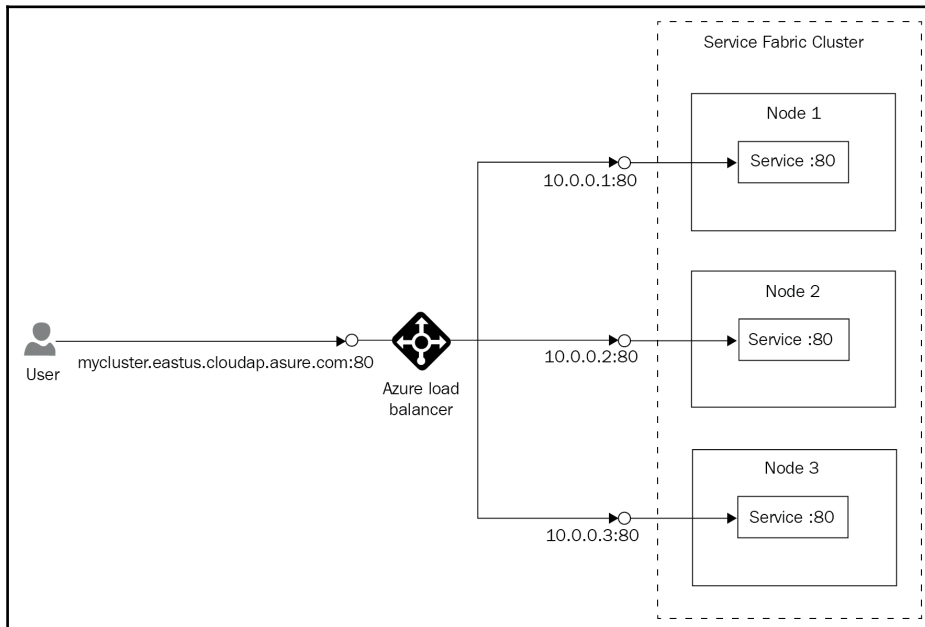 Service Fabric Cluster
Node 1
Service :80
10.0.0.1:80
Node 2
Service :80
10.0.0.2:80
User
mycluster.eastus.cloudap.asure.com:80
Azure load
balancer
Node 3
Service :80
10.0.0.3:80